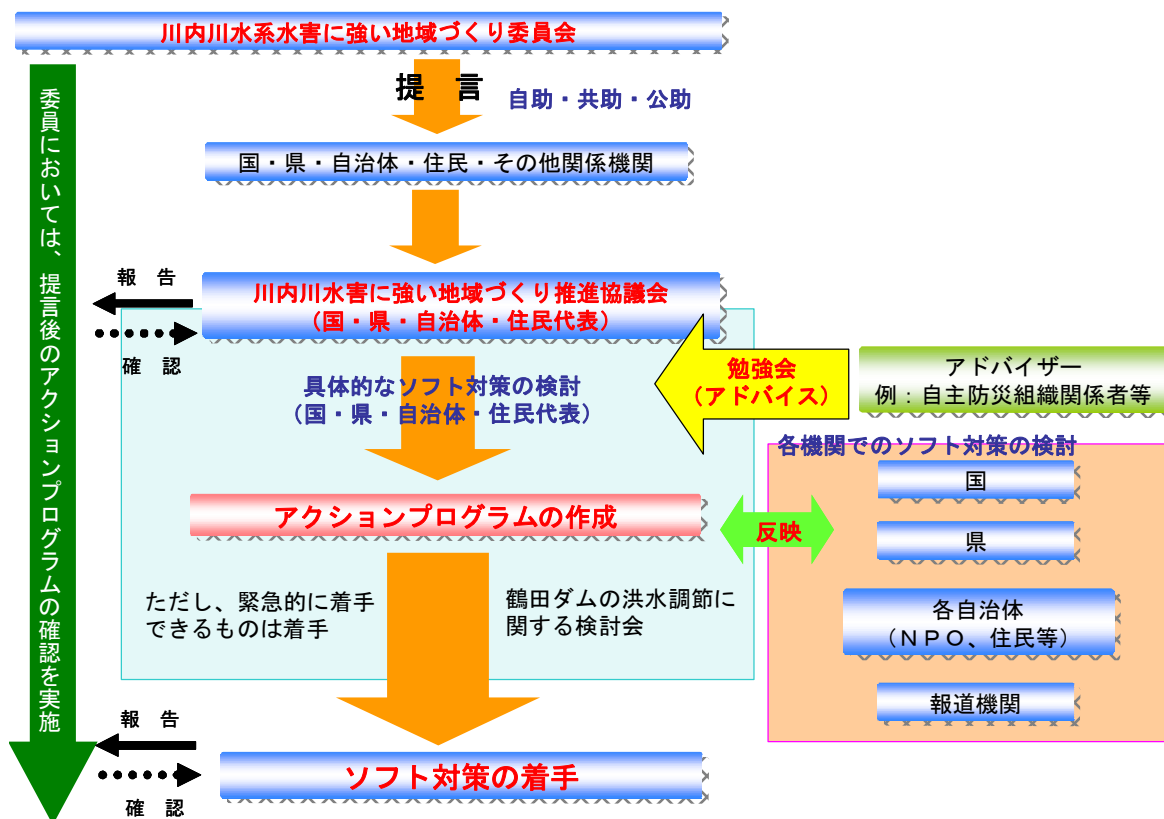 川内川水系水害に強い地域づくり委員会
提 言
自助・共助・公助
国・県・自治体・住民・その他関係機関
委員においては、提言後のアクションプログラムの確認を実施
報 告
確 認
川内川水害に強い地域づくり推進協議会
（国・県・自治体・住民代表）
具体的なソフト対策の検討
（国・県・自治体・住民代表）
勉強会
（アドバイス）
アドバイザー
例：自主防災組織関係者等
各機関でのソフト対策の検討
国
県
各自治体
（ＮＰＯ、住民等）
報道機関
アクションプログラムの作成
反映
ただし、緊急的に着手
できるものは着手
鶴田ダムの洪水調節に
関する検討会
報 告
確 認
ソフト対策の着手